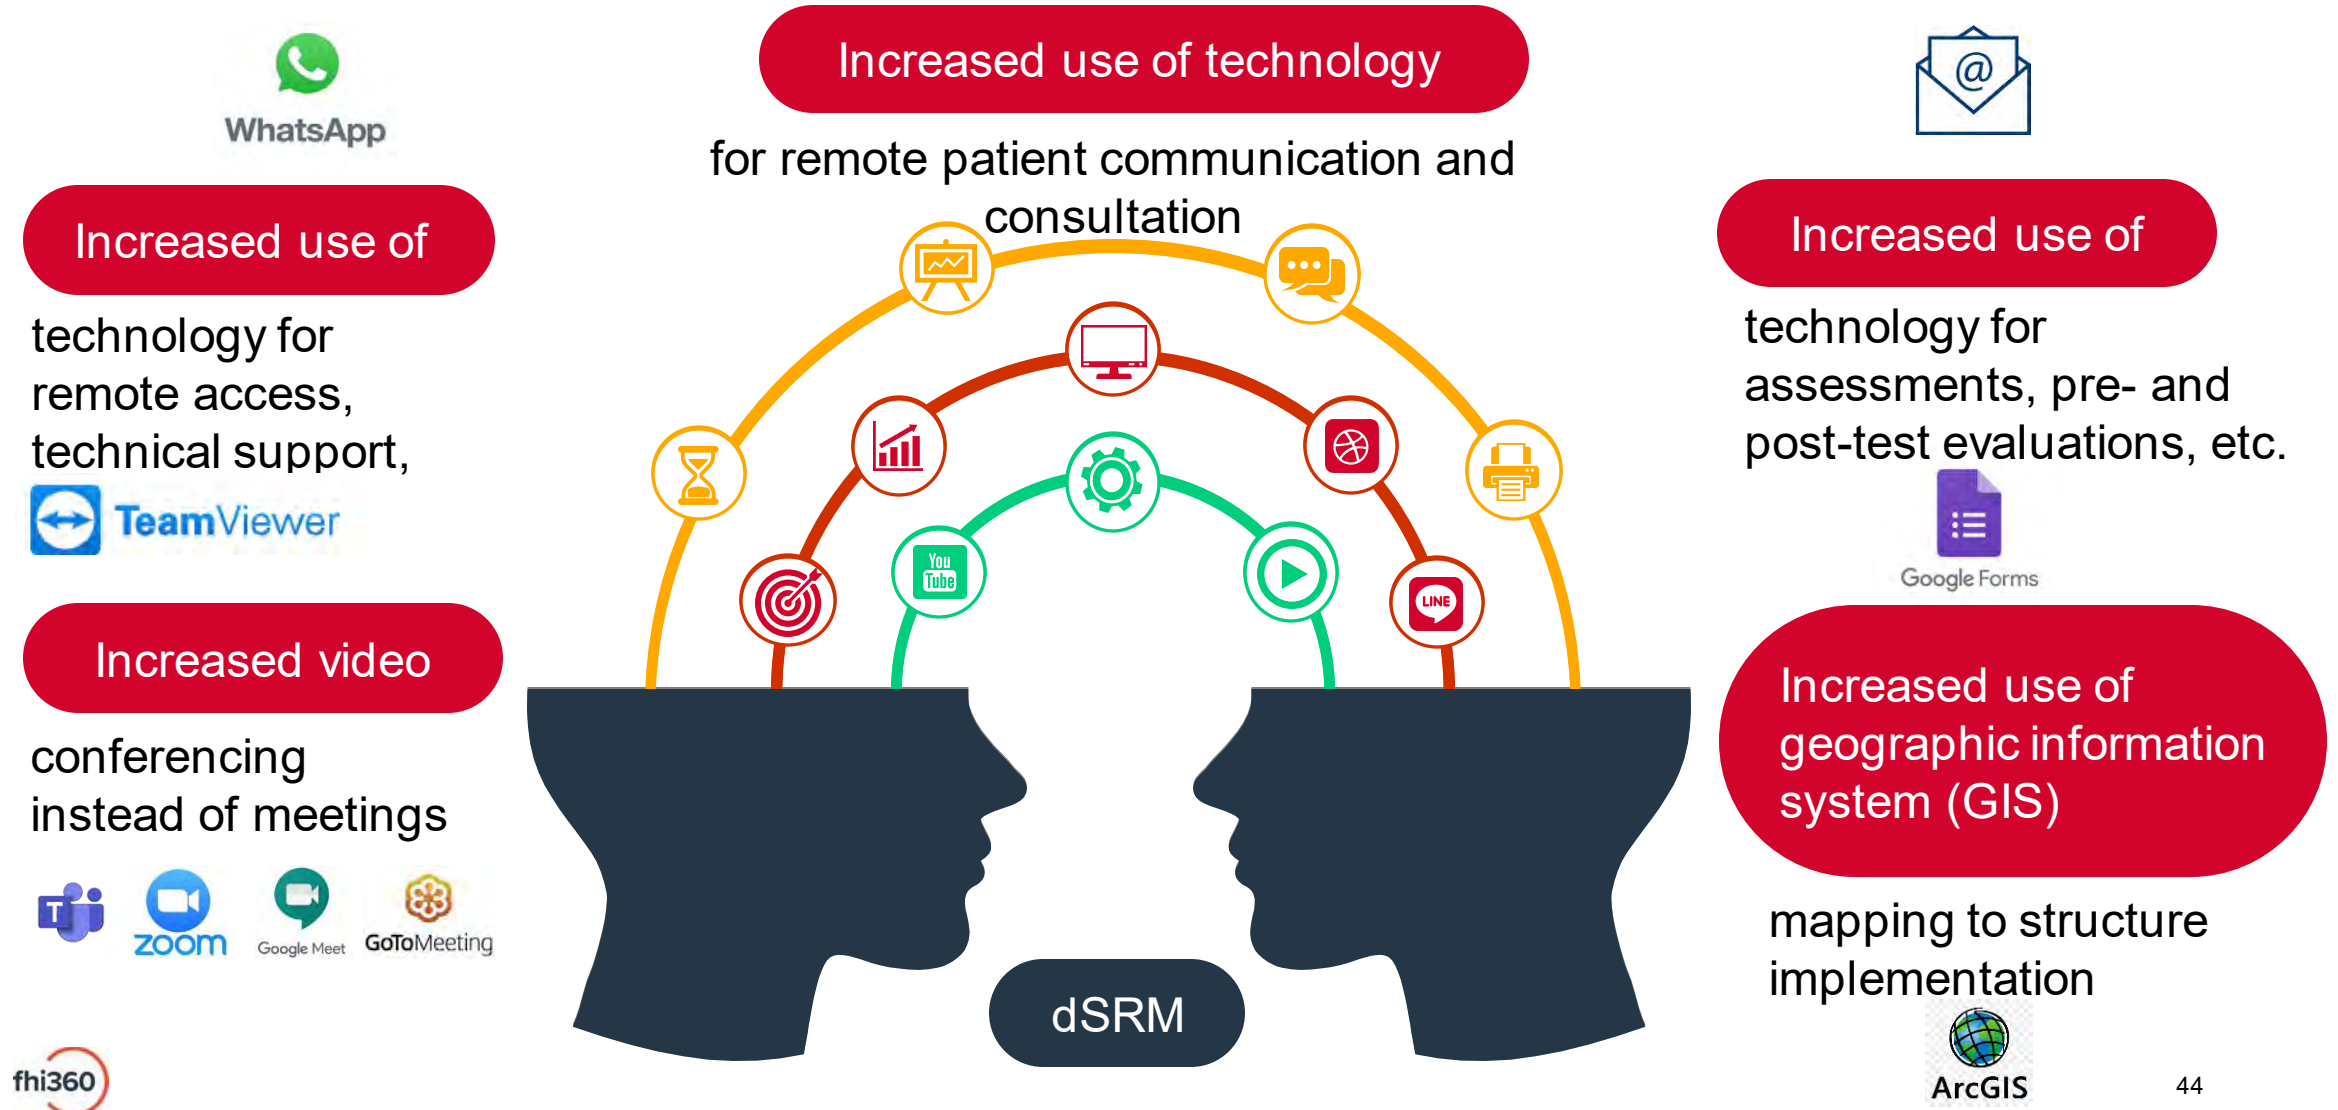 WhatsApp
Increased use of
technology for
remote access,
technical support,
TeamViewer
Increased video
conferencing
instead of meetings
T
zoom
Google Meet
GoToMeeting
fhi360
Increased use of technology
for remote patient communication and
consultation
You
Tube
LINE
dSRM
@
Increased use of
technology for
assessments, pre- and
post-test evaluations, etc.
Google Forms
Increased use of
geographic information
system (GIS)
mapping to structure
implementation
ArcGIS
44